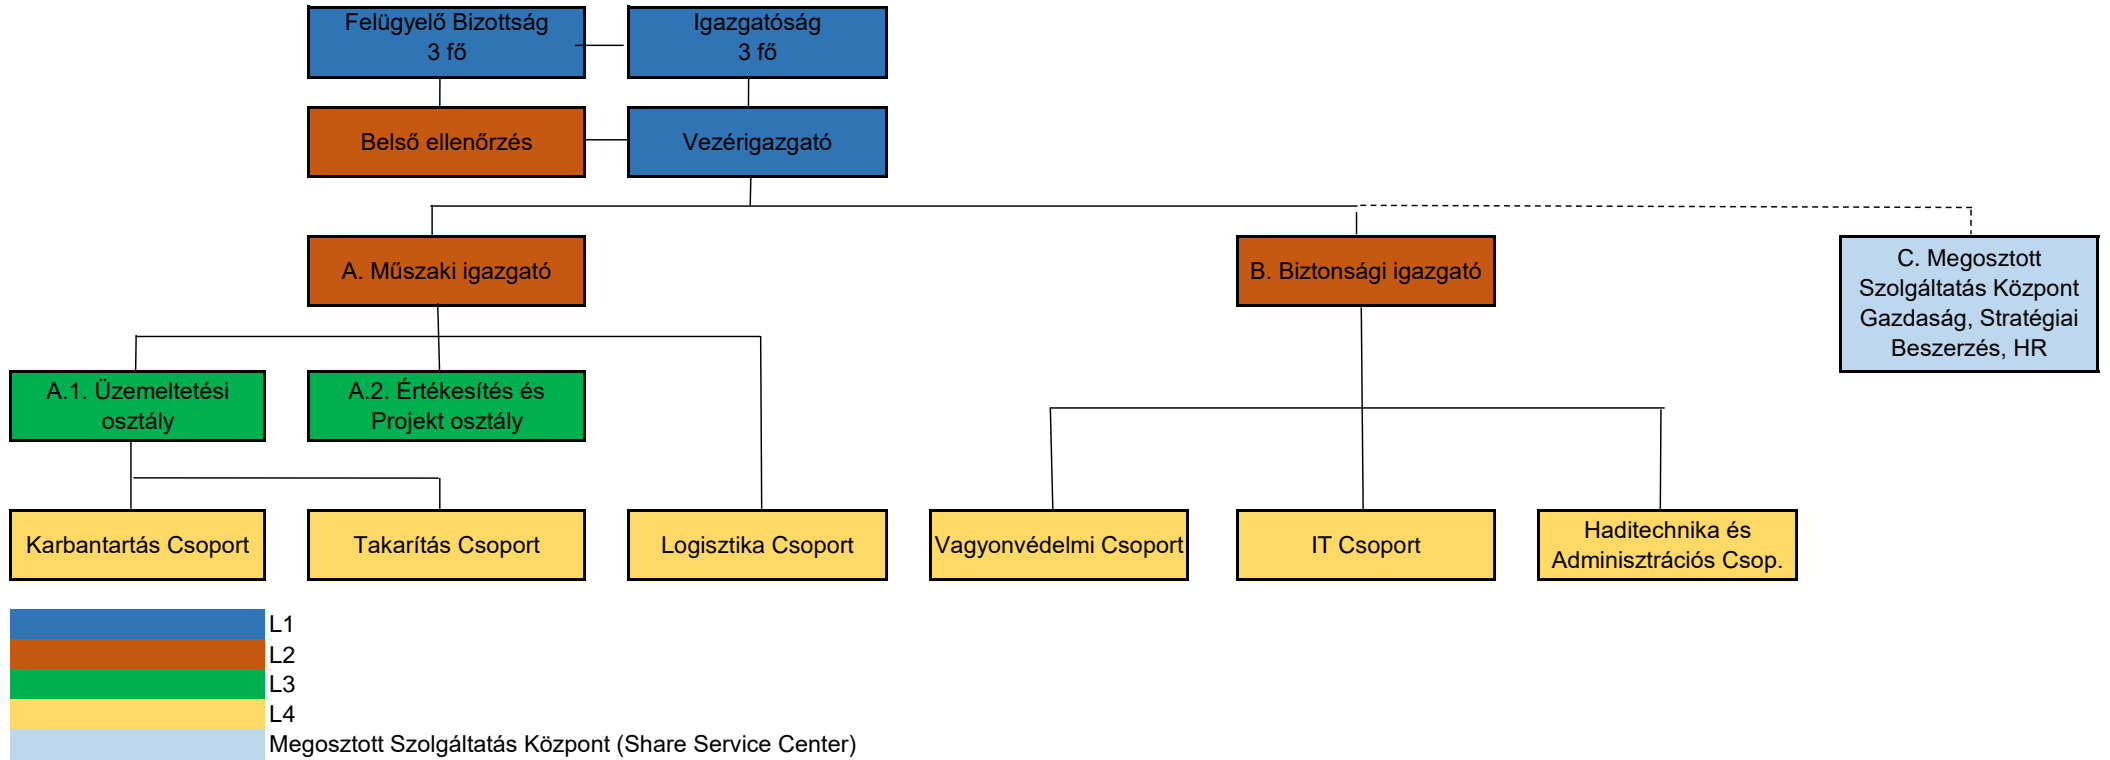 Felügyelő Bizottság
3 fő
Igazgatóság
3 fő
Belső ellenőrzés
Vezérigazgató
A. Műszaki igazgató
B. Biztonsági igazgató
C. Megosztott
Szolgáltatás Központ
Gazdaság, Stratégiai
Beszerzés, HR
A.1. Üzemeltetési
osztály
A.2. Értékesítés és
Projekt osztály
Karbantartás Csoport
Takarítás Csoport
Logisztika Csoport
Vagyonvédelmi Csoport
IT Csoport
Haditechnika és
Adminisztrációs Csop.
L1
L2
L3
L4
Megosztott Szolgáltatás Központ (Share Service Center)